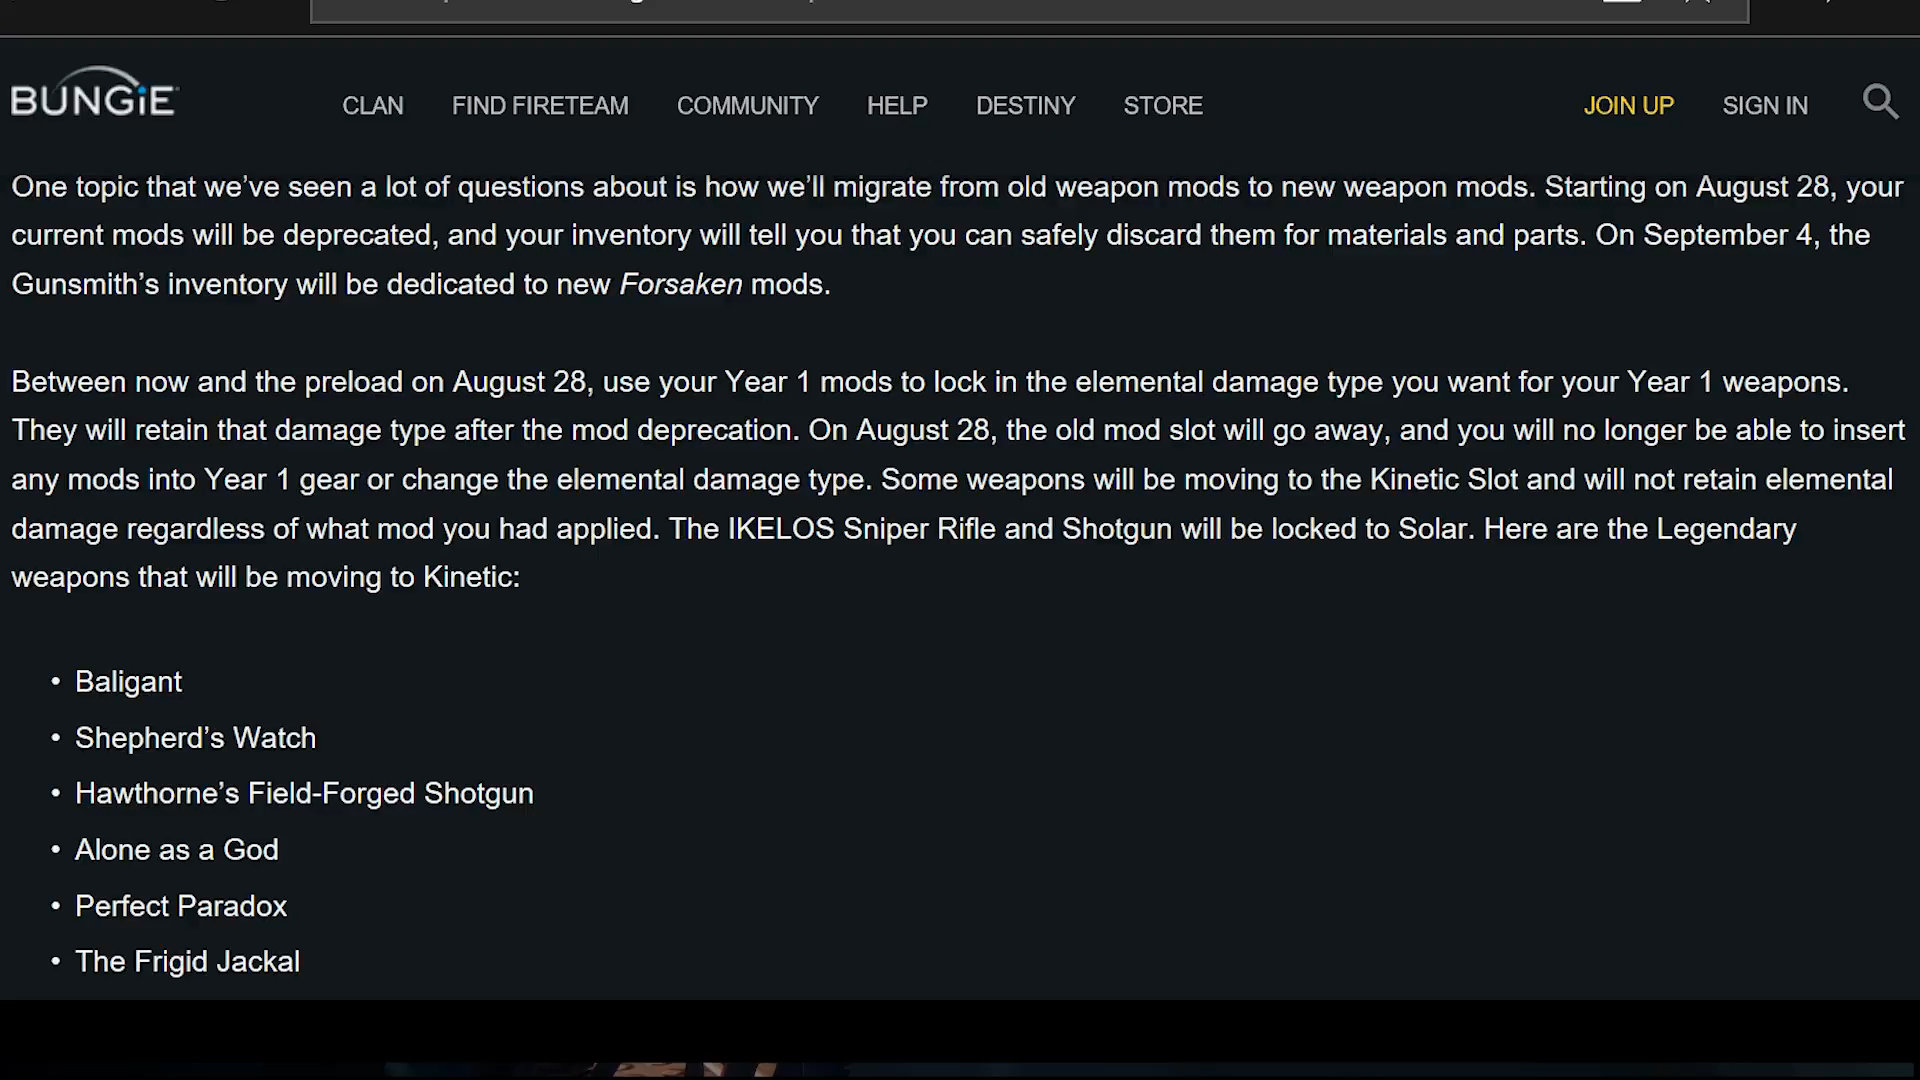 BUNGiE
CLAN FIND FIRETEAM COMMUNITY HELP DESTINY STORE JOIN UP SIGN IN
One topic that we’ve seen a lot of questions about is how we’ll migrate from old weapon mods to new weapon mods. Starting on August 28, your
current mods will be deprecated, and your inventory will tell you that you can safely discard them for materials and parts. On September 4, the
Gunsmith’s inventory will be dedicated to new Forsaken mods.
Between now and the preload on August 28, use your Year 1 mods to lock in the elemental damage type you want for your Year 1 weapons.
They will retain that damage type after the mod deprecation. On August 28, the old mod slot will go away, and you will no longer be able to insert
any mods into Year 1 gear or change the elemental damage type. Some weapons will be moving to the Kinetic Slot and will not retain elemental
damage regardless of what mod you had applied. The IKELOS Sniper Rifle and Shotgun will be locked to Solar. Here are the Legendary
weapons that will be moving to Kinetic:
• Baligant
• Shepherd’s Watch
• Hawthorne’s Field-Forged Shotgun
• Alone as a God
• Perfect Paradox
• The Frigid Jackal